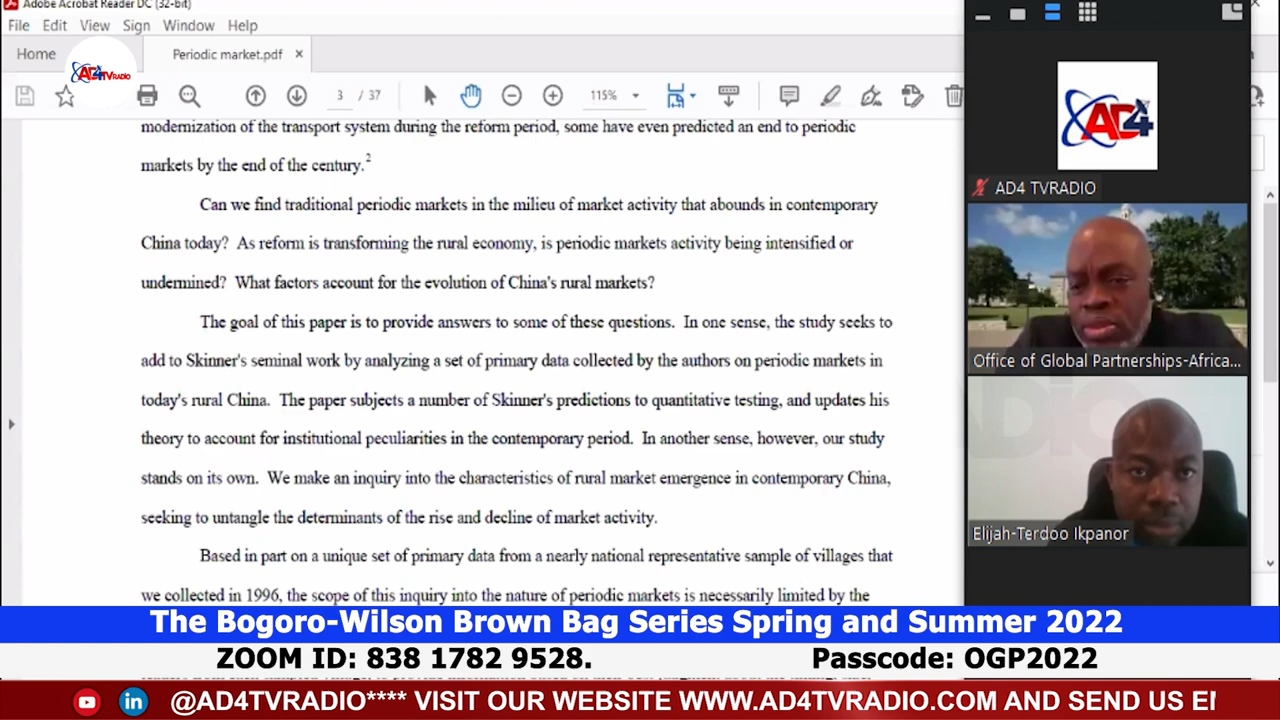 Adobe Acrobat Reader DC (32-bit)
File Edit View Sign Window Help
Home
AD4 TV RADIO
Periodic market.pdf ×
3 / 37
115%
modernization of the transport system during the reform period, some have even predicted an end to periodic
markets by the end of the century.2
Can we find traditional periodic markets in the milieu of market activity that abounds in contemporary
China today? As reform is transforming the rural economy, is periodic markets activity being intensified or
undermined? What factors account for the evolution of China's rural markets?
The goal of this paper is to provide answers to some of these questions. In one sense, the study seeks to
add to Skinner's seminal work by analyzing a set of primary data collected by the authors on periodic markets in
today's rural China. The paper subjects a number of Skinner's predictions to quantitative testing, and updates his
theory to account for institutional peculiarities in the contemporary period. In another sense, however, our study
stands on its own. We make an inquiry into the characteristics of rural market emergence in contemporary China,
seeking to untangle the determinants of the rise and decline of market activity.
Based in part on a unique set of primary data from a nearly national representative sample of villages that
we collected in 1996, the scope of this inquiry into the nature of periodic markets is necessarily limited by the
AD4
AD4 TVRADIO
Office of Global Partnerships-Africa...
Elijah-Terdoo Ikpanor
The Bogoro-Wilson Brown Bag Series Spring and Summer 2022
ZOOM ID: 838 1782 9528. Passcode: OGP2022
@AD4TVRADIO**** VISIT OUR WEBSITE WWW.AD4TVRADIO.COM AND SEND US